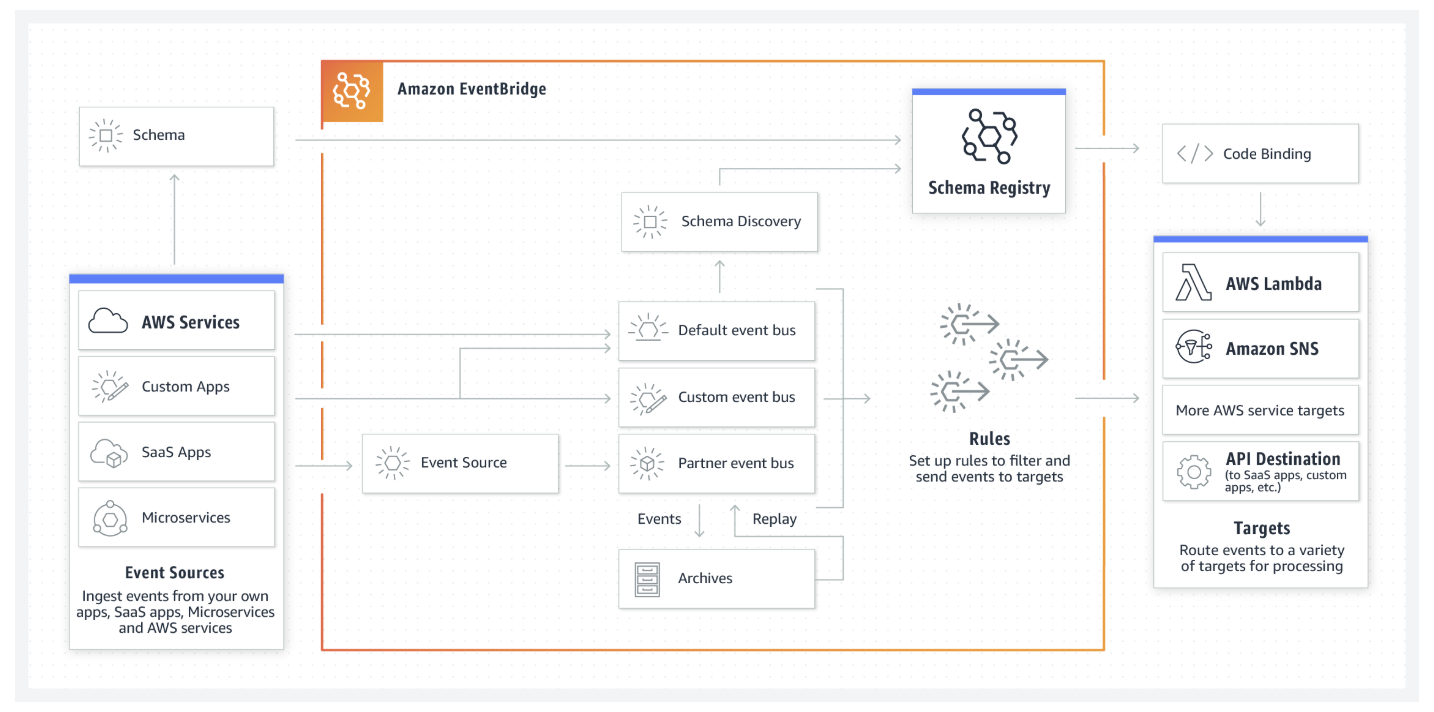 Amazon EventBridge
Schema
Schema Registry
</> Code Binding
Schema Discovery
AWS Services
Custom Apps
SaaS Apps
Microservices
Event Sources
Ingest events from your own
apps, SaaS apps, Microservices
and AWS services
Event Source
Default event bus
Custom event bus
Partner event bus
Events
Replay
Archives
Rules
Set up rules to filter and
send events to targets
AWS Lambda
Amazon SNS
More AWS service targets
API Destination
(to SaaS apps, custom
apps, etc.)
Targets
Route events to a variety
of targets for processing